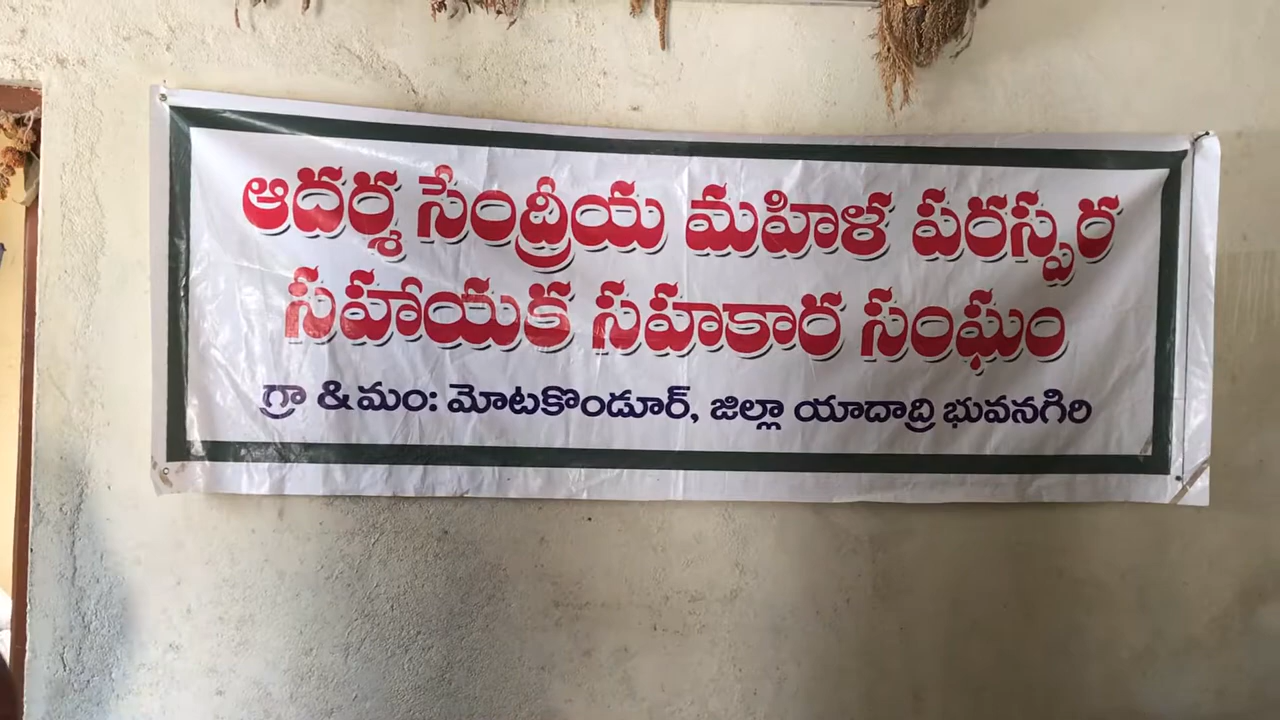 ఆదర్శ సేంద్రీయ మహిళ పరస్పర
సహాయక సహకార సంఘం
గ్రా & మం: మోటకొండూర్, జిల్లా యాదాద్రి భువనగిరి